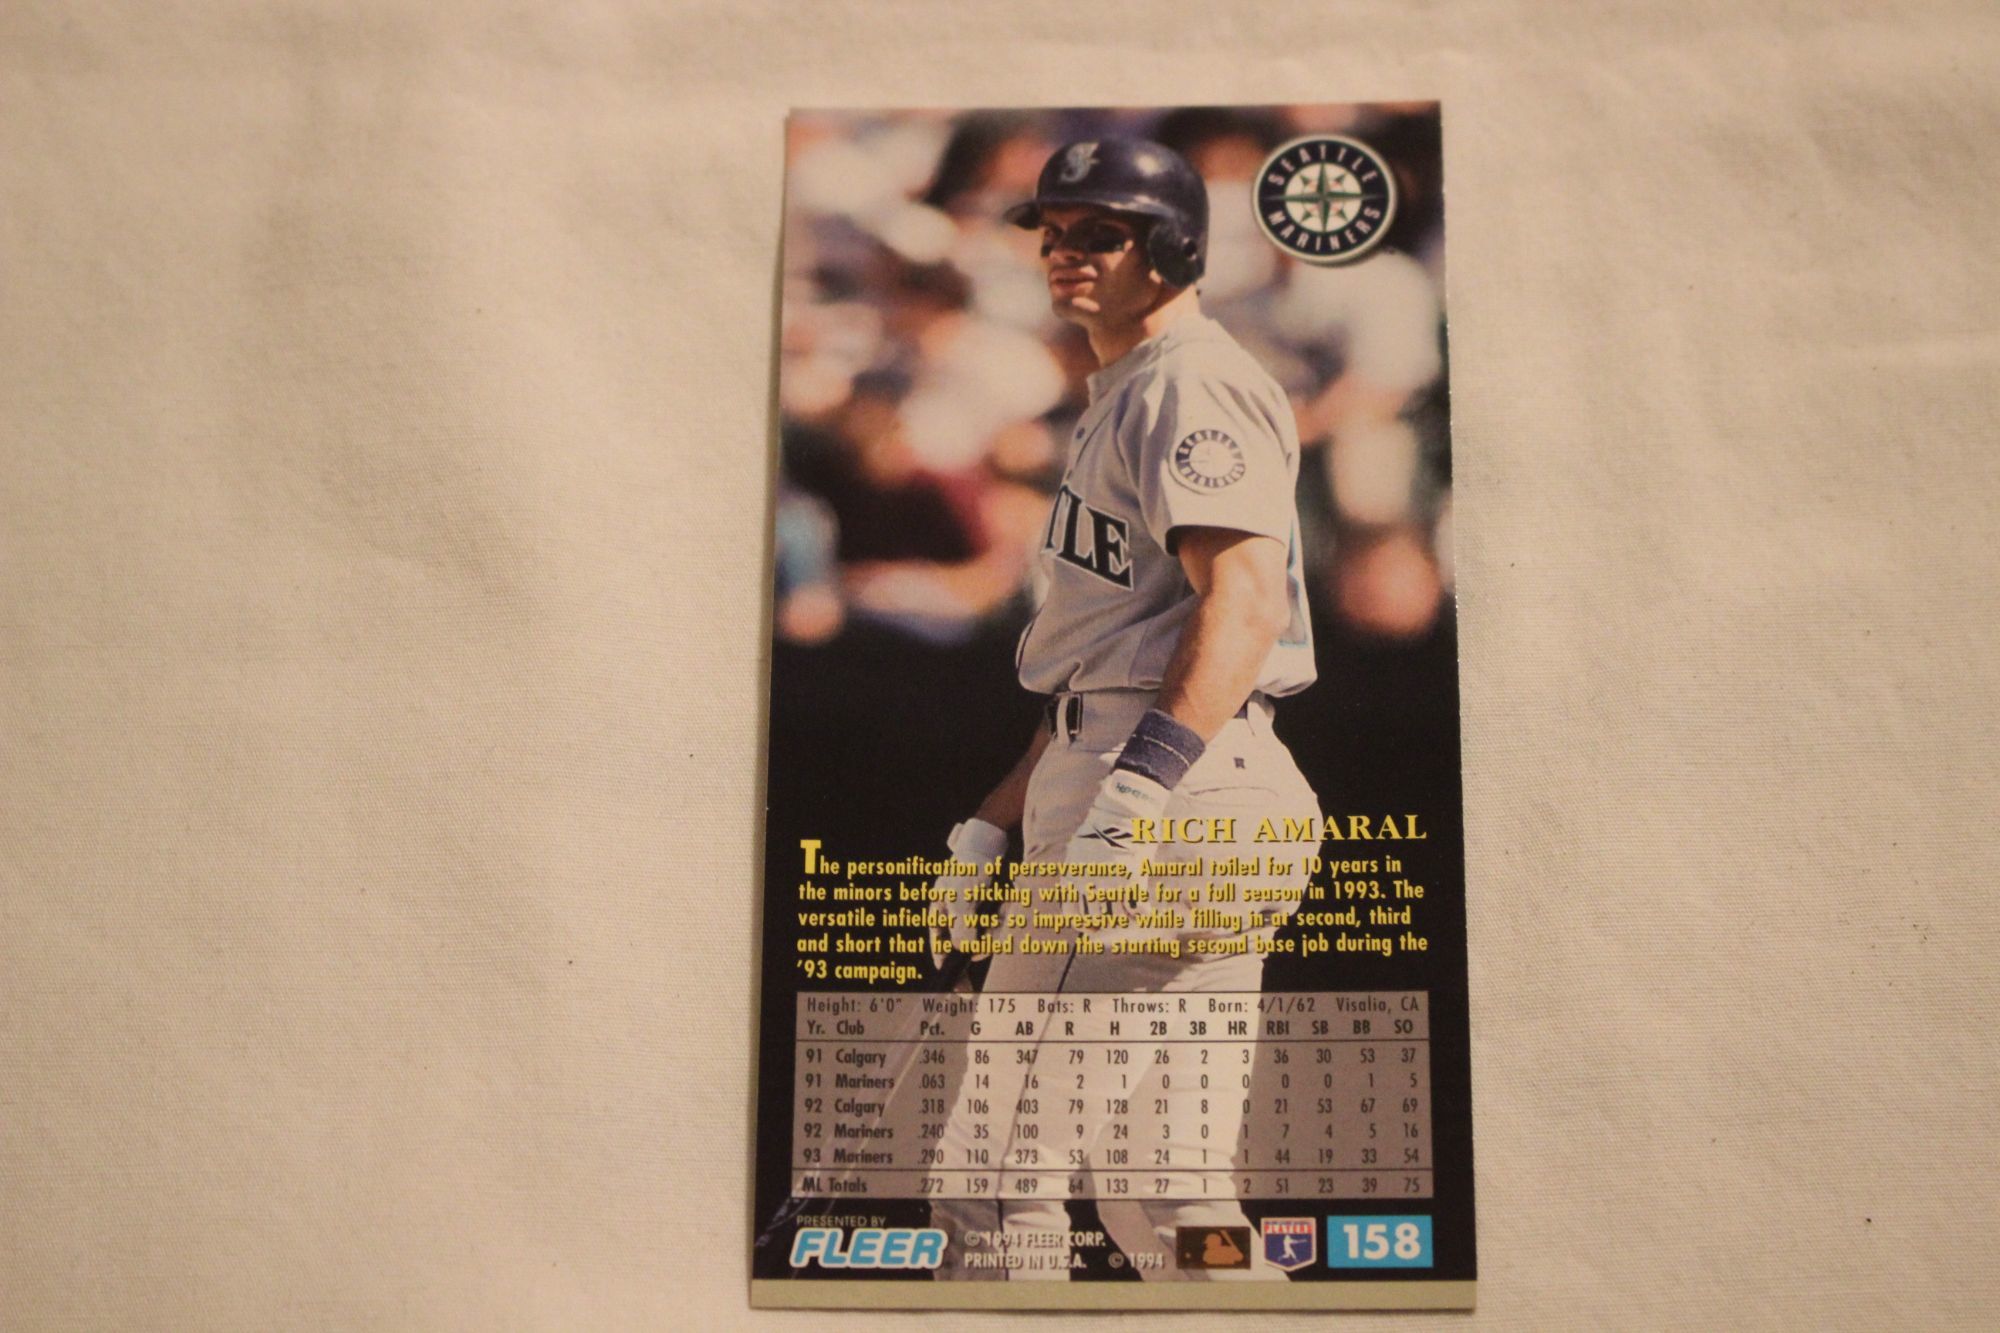 SEATTLE MARINERS
TLE
RICH AMARAL
The personification of perseverance, Amaral toiled for 10 years in
the minors before sticking with Seattle for a full season in 1993. The
versatile infielder was so impressive while filling in at second, third
and short that he nailed down the starting second base job during the
'93 campaign.
Height: 6'0" Weight: 175 Bats: R Throws: R Born: 4/1/62 Visalia, CA
Yr. Club Pct. G AB R H 2B 3B HR RBI SB BB SO
91 Calgary .346 86 347 79 120 26 2 3 36 30 53 37
91 Mariners .063 14 16 2 1 0 0 0 0 0 1 5
92 Calgary .318 106 403 79 128 21 8 0 21 53 67 69
92 Mariners .240 35 100 9 24 3 0 1 7 4 5 16
93 Mariners .290 110 373 53 108 24 1 1 44 19 33 54
ML Totals .272 159 489 64 133 27 1 2 51 23 39 75
PRESENTED BY
FLEER
© 1994 FLEER CORP.
PRINTED IN U.S.A. © 1994
PLAYERS
158